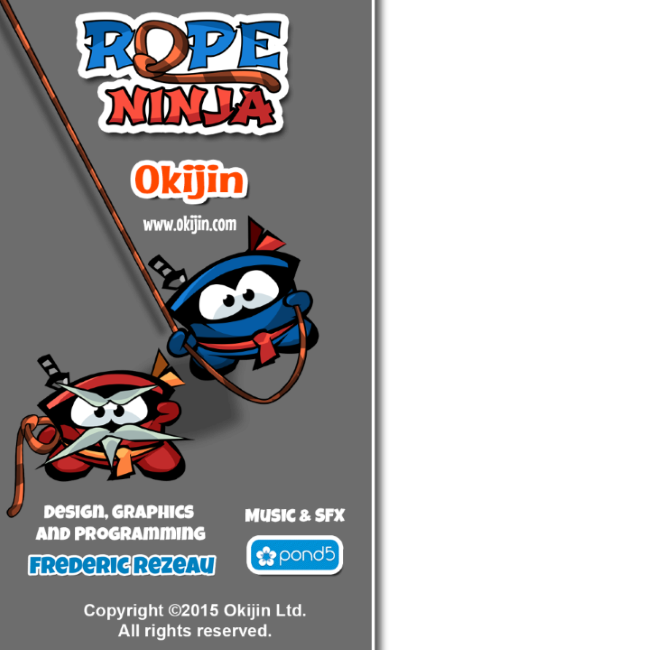 ROPE
NINJA
Okijin
www.okijin.com
Design, Graphics
and Programming
Frederic Rezeau
Music & SFX
pond5
Copyright ©2015 Okijin Ltd.
All rights reserved.